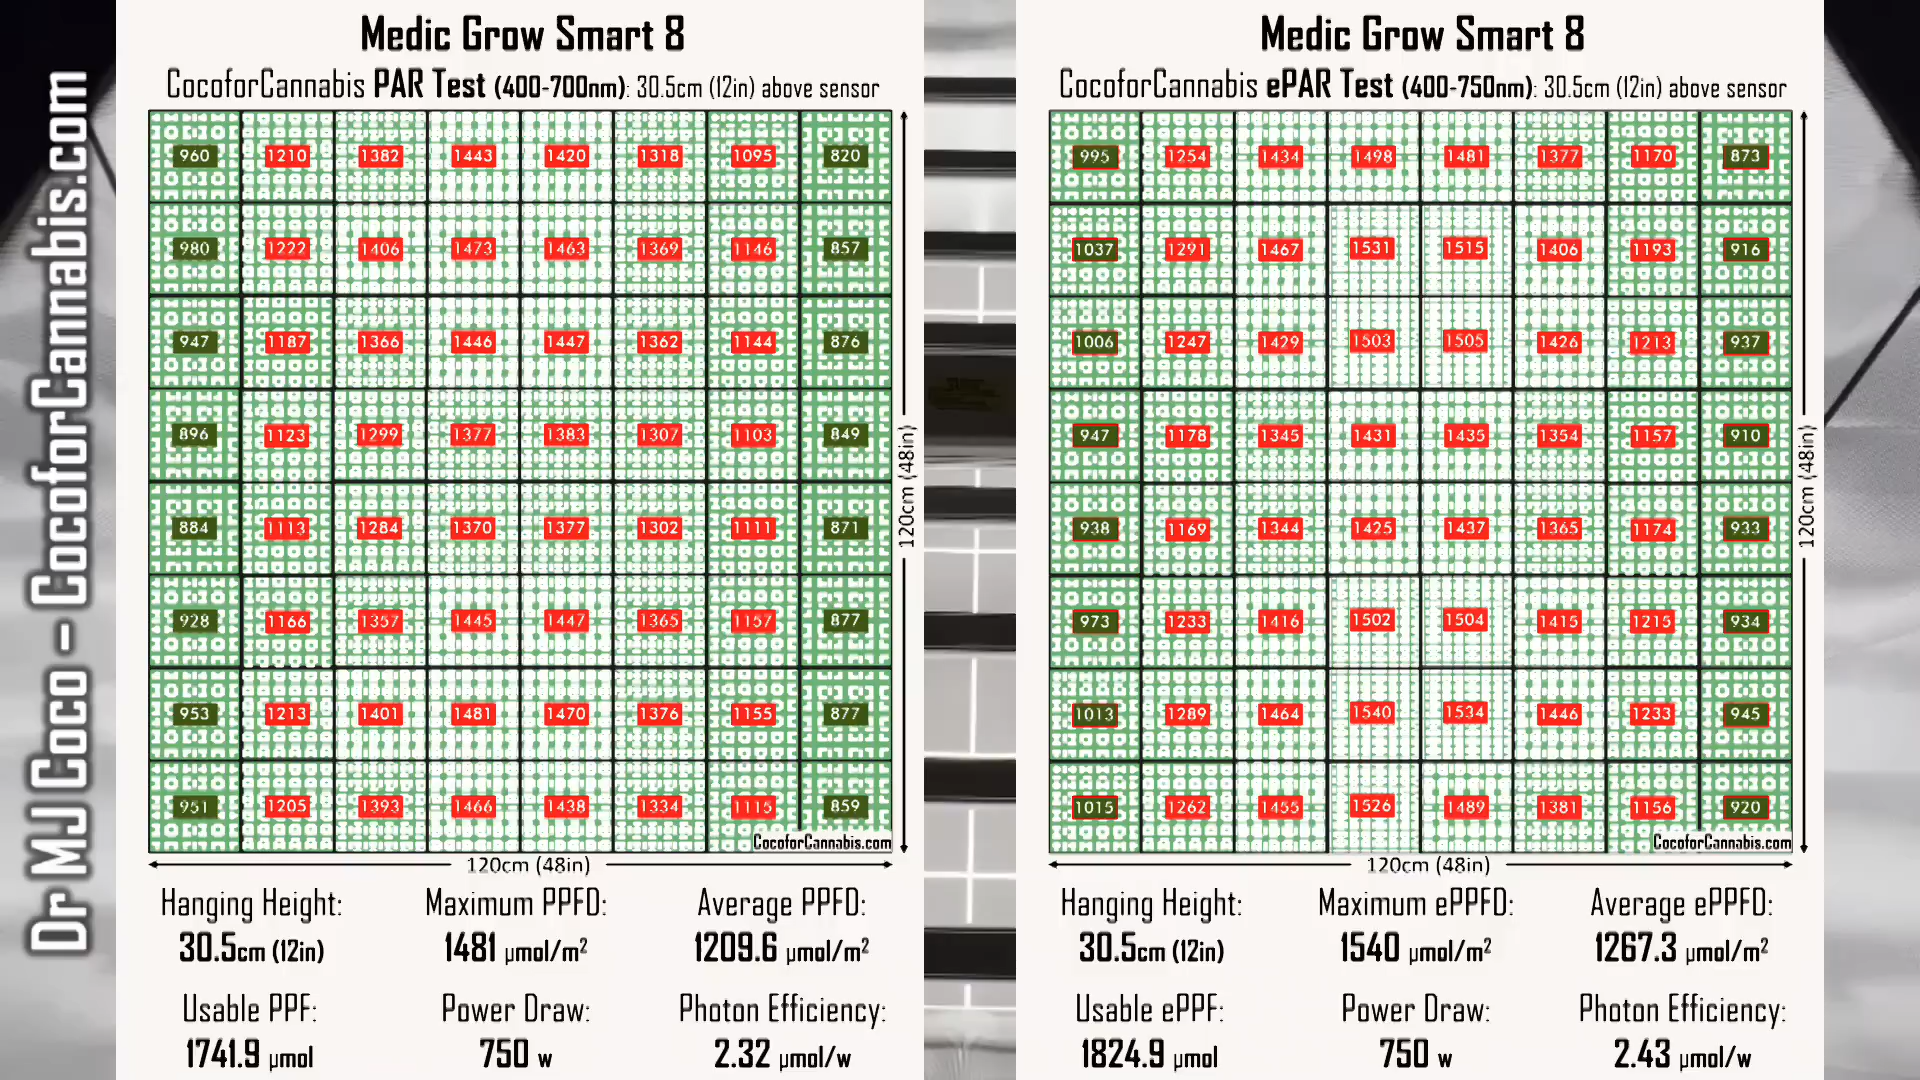 Dr MJ Coco - CocoforCannabis.com
Medic Grow Smart 8
CocoforCannabis PAR Test (400-700nm): 30.5cm (12in) above sensor
960 1210 1382 1443 1420 1318 1095 820
980 1222 1406 1473 1463 1369 1146 857
947 1187 1366 1446 1447 1362 1144 876
896 1123 1299 1377 1383 1307 1103 849
884 1113 1284 1370 1377 1302 1111 871
928 1166 1357 1445 1447 1365 1157 877
953 1213 1401 1481 1470 1376 1155 877
951 1205 1393 1466 1438 1334 1115 859
CocoforCannabis.com
120cm (48in)
120cm (48in)
Hanging Height: Maximum PPFD: Average PPFD:
30.5cm (12in) 1481 µmol/m² 1209.6 µmol/m²
Usable PPF: Power Draw: Photon Efficiency:
1741.9 µmol 750 w 2.32 µmol/w
Medic Grow Smart 8
CocoforCannabis ePAR Test (400-750nm): 30.5cm (12in) above sensor
995 1254 1434 1498 1481 1377 1170 873
1037 1291 1467 1531 1515 1406 1193 916
1006 1247 1429 1503 1505 1426 1213 937
947 1178 1345 1431 1435 1354 1157 910
938 1169 1344 1425 1437 1365 1174 933
973 1233 1416 1502 1504 1415 1215 934
1013 1289 1464 1540 1534 1446 1233 945
1015 1262 1455 1526 1489 1381 1156 920
CocoforCannabis.com
120cm (48in)
120cm (48in)
Hanging Height: Maximum ePPFD: Average ePPFD:
30.5cm (12in) 1540 µmol/m² 1267.3 µmol/m²
Usable ePPF: Power Draw: Photon Efficiency:
1824.9 µmol 750 w 2.43 µmol/w